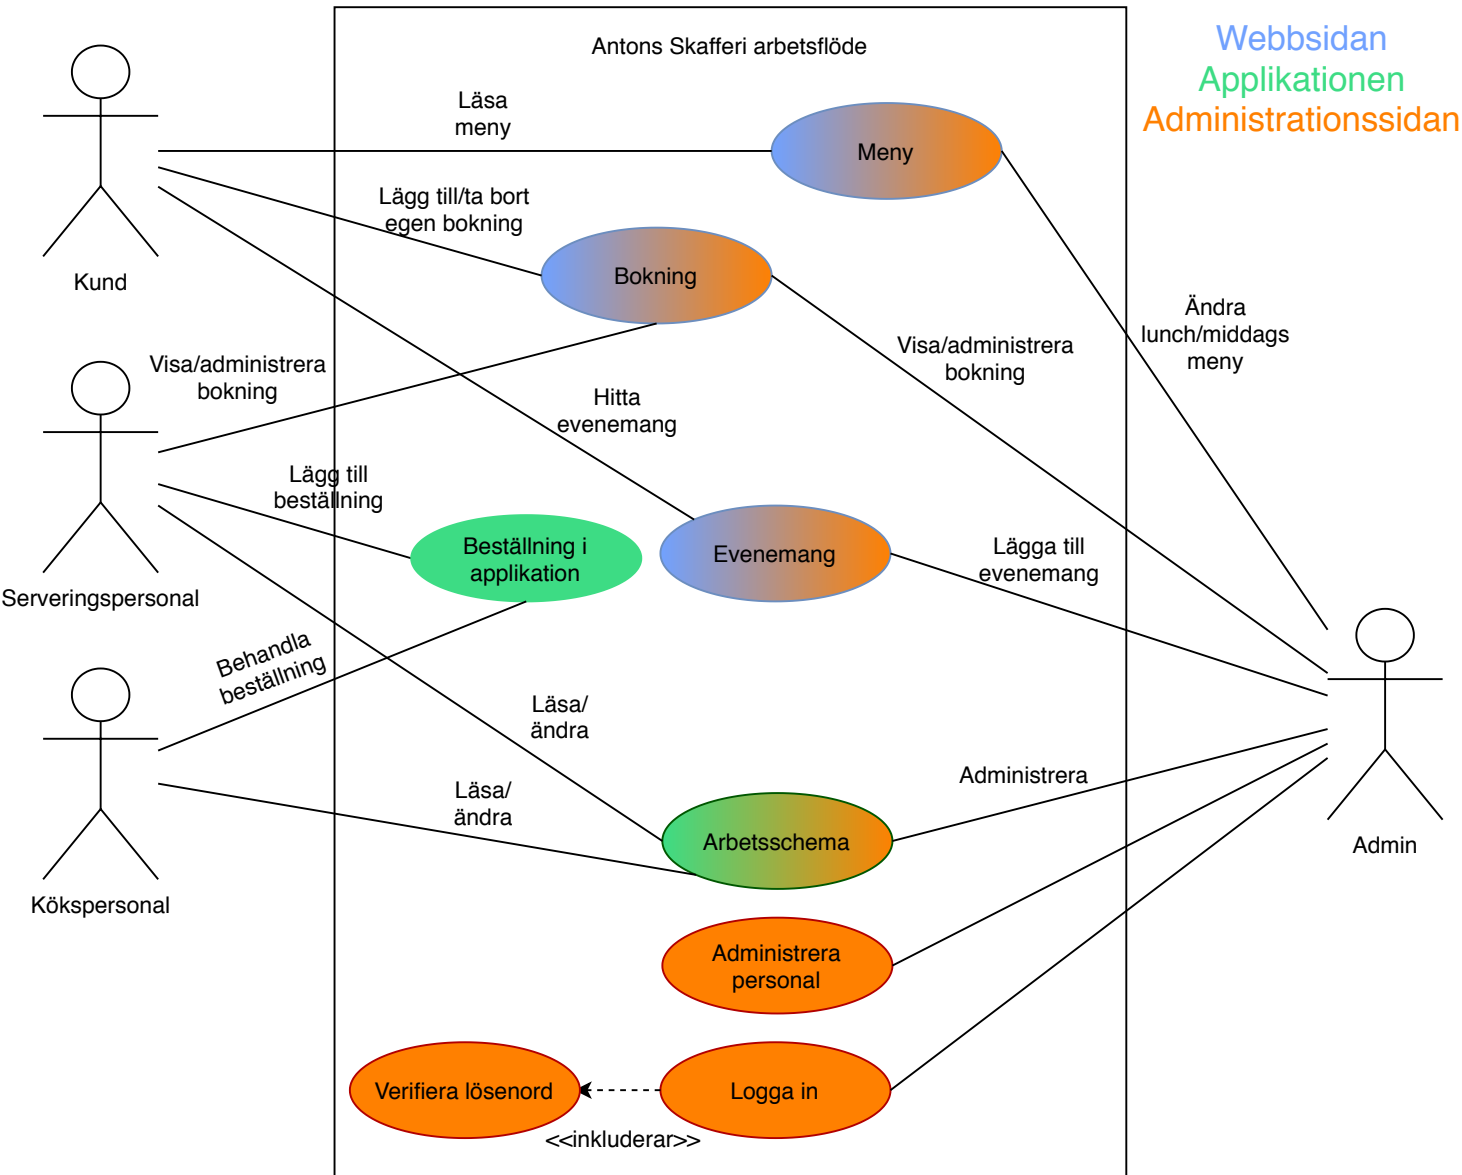 Antons Skafferi arbetsflöde
Webbsidan
Applikationen
Administrationssidan
Läsa
meny
Meny
Lägg till/ta bort
egen bokning
Bokning
Kund
Ändra
lunch/middags
meny
Visa/administrera
bokning
Visa/administrera
bokning
Hitta
evenemang
Lägg till
beställning
Beställning i
applikation
Evenemang
Lägga till
evenemang
Serveringspersonal
Behandla
beställning
Läsa/
ändra
Läsa/
ändra
Administrera
Arbetsschema
Admin
Kökspersonal
Administrera
personal
Verifiera lösenord
Logga in
<<inkluderar>>